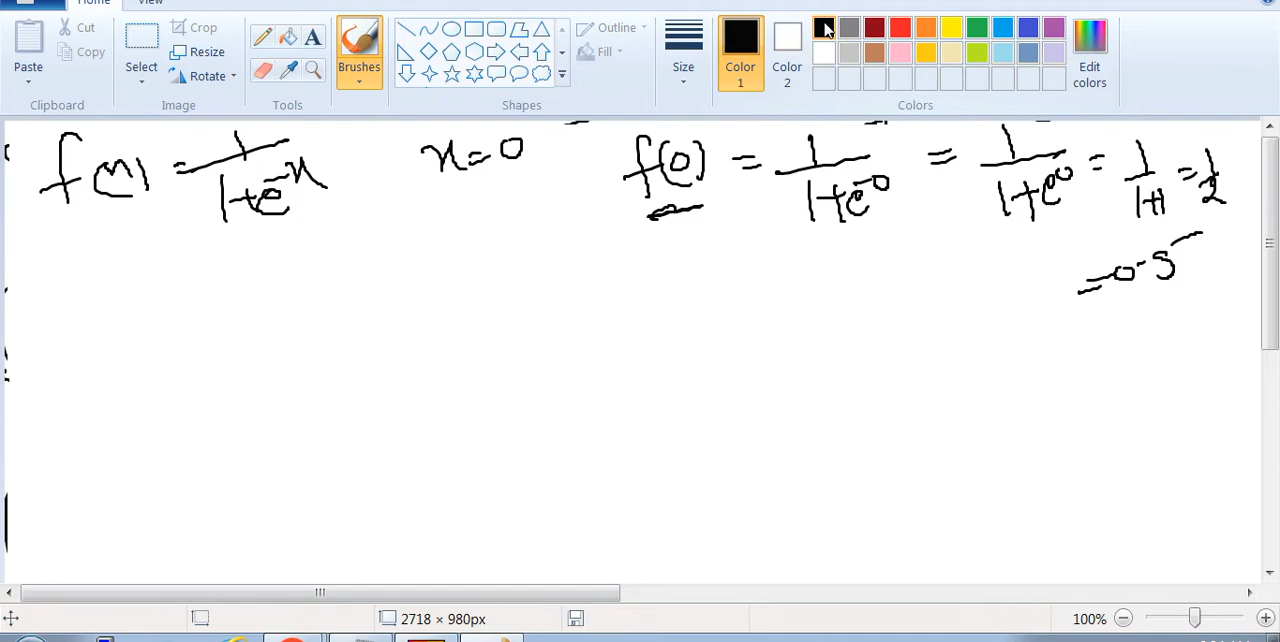 Home View
Paste
Cut
Copy
Clipboard
Select
Crop
Resize
Rotate
Image
Tools
Brushes
Outline
Fill
Shapes
Size
Color 1
Color 2
Edit colors
Colors
f(x) = 1/(1+e^-x) x=0 f(0) = 1/(1+e^-0) = 1/(1+e^0) = 1/(1+1) = 1/2
=0.5
2718 × 980px 100%